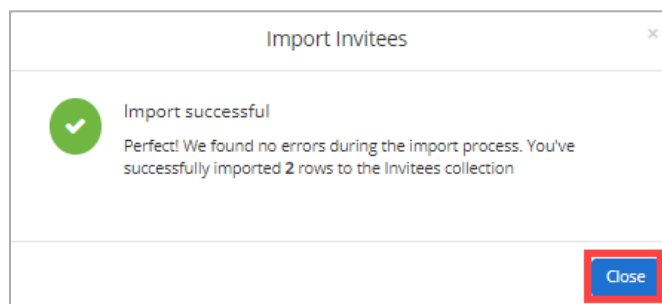 Import Invitees
×
Import successful
Perfect! We found no errors during the import process. You've
successfully imported 2 rows to the Invitees collection
Close